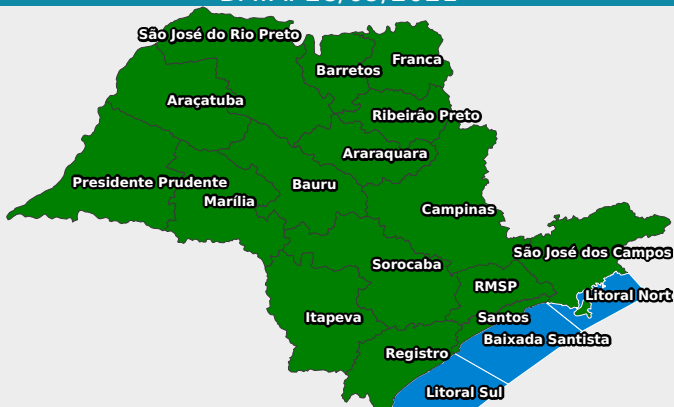 São José do Rio Preto
Franca
Barretos
Araçatuba
Ribeirão Preto
Araraquara
Presidente Prudente
Bauru
Marília
Campinas
São José dos Campos
Sorocaba
RMSP
Litoral Nort
Itapeva
Santos
Baixada Santista
Registro
Litoral Sul